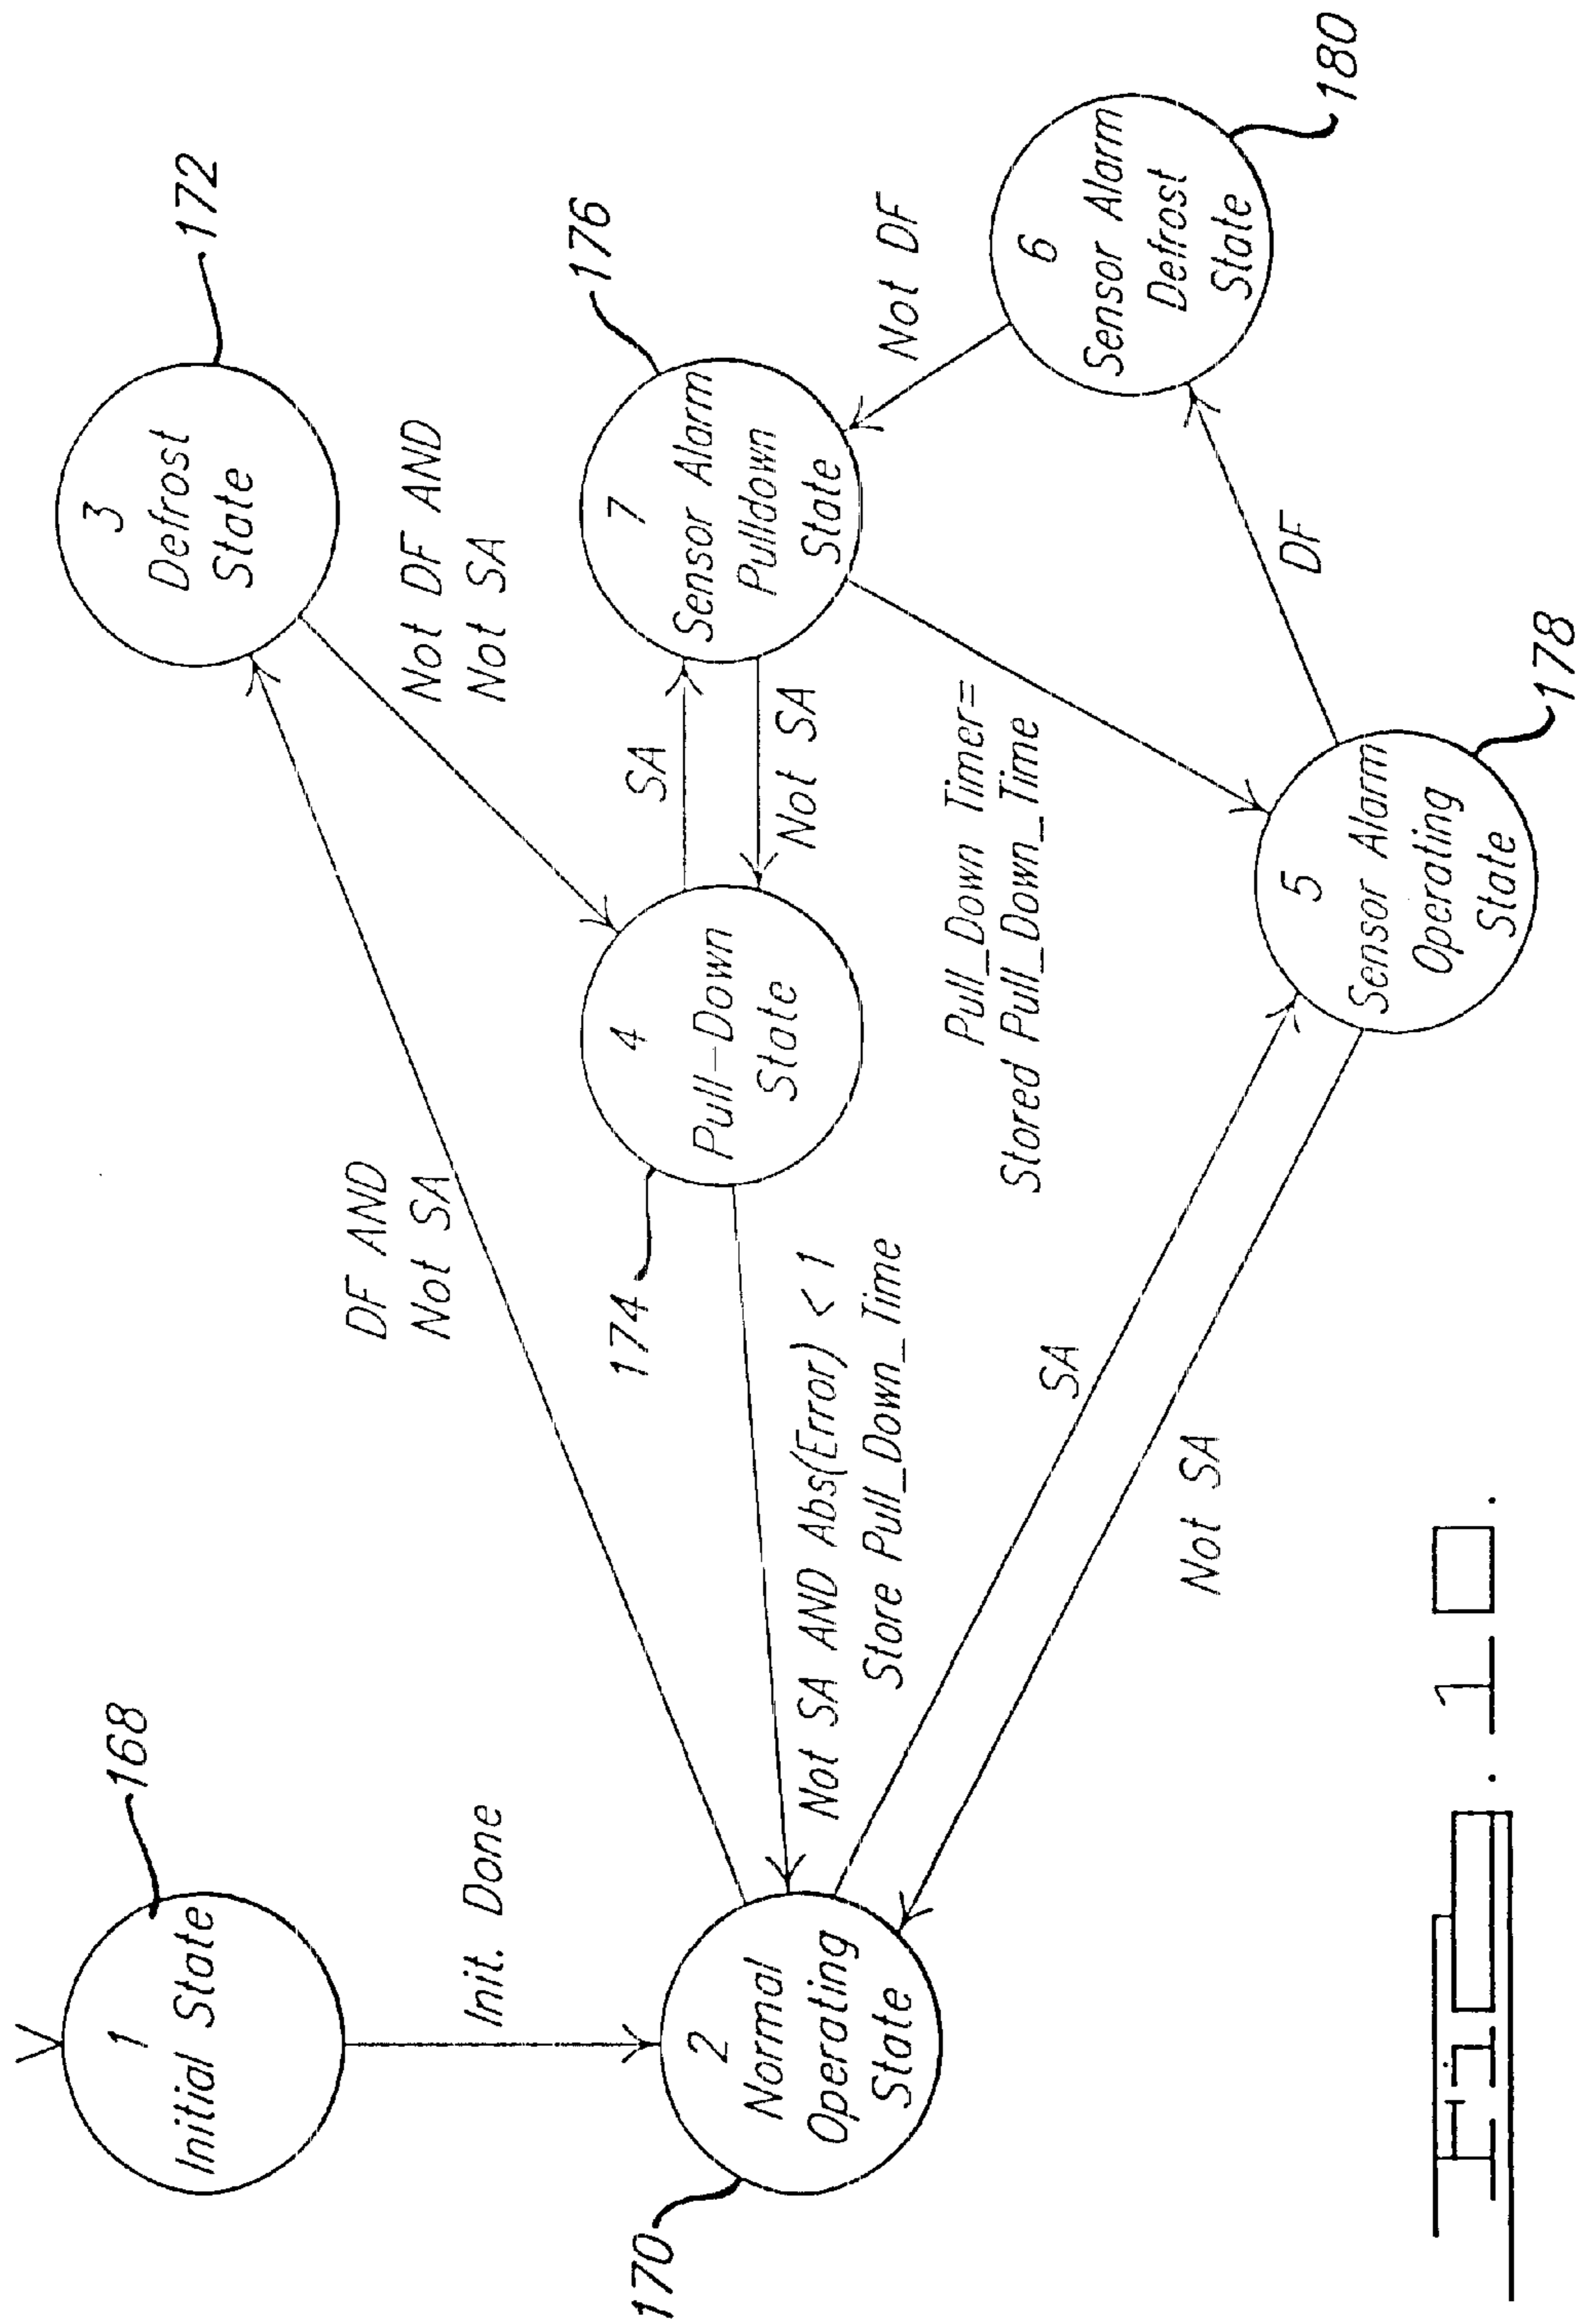 1
Initial State
168
Init. Done
2
Normal
Operating
State
170
DF AND
Not SA
3
Defrost
State
172
Not DF AND
Not SA
4
Pull-Down
State
174
SA
Not SA
7
Sensor Alarm
Pulldown
State
176
Not DF
6
Sensor Alarm
Defrost
State
180
Not SA AND Abs(Error) < 1
Store Pull_Down_Time
Pull_Down Timer=
Stored Pull_Down_Time
DF
SA
Not SA
5
Sensor Alarm
Operating
State
178
Fig. 10.